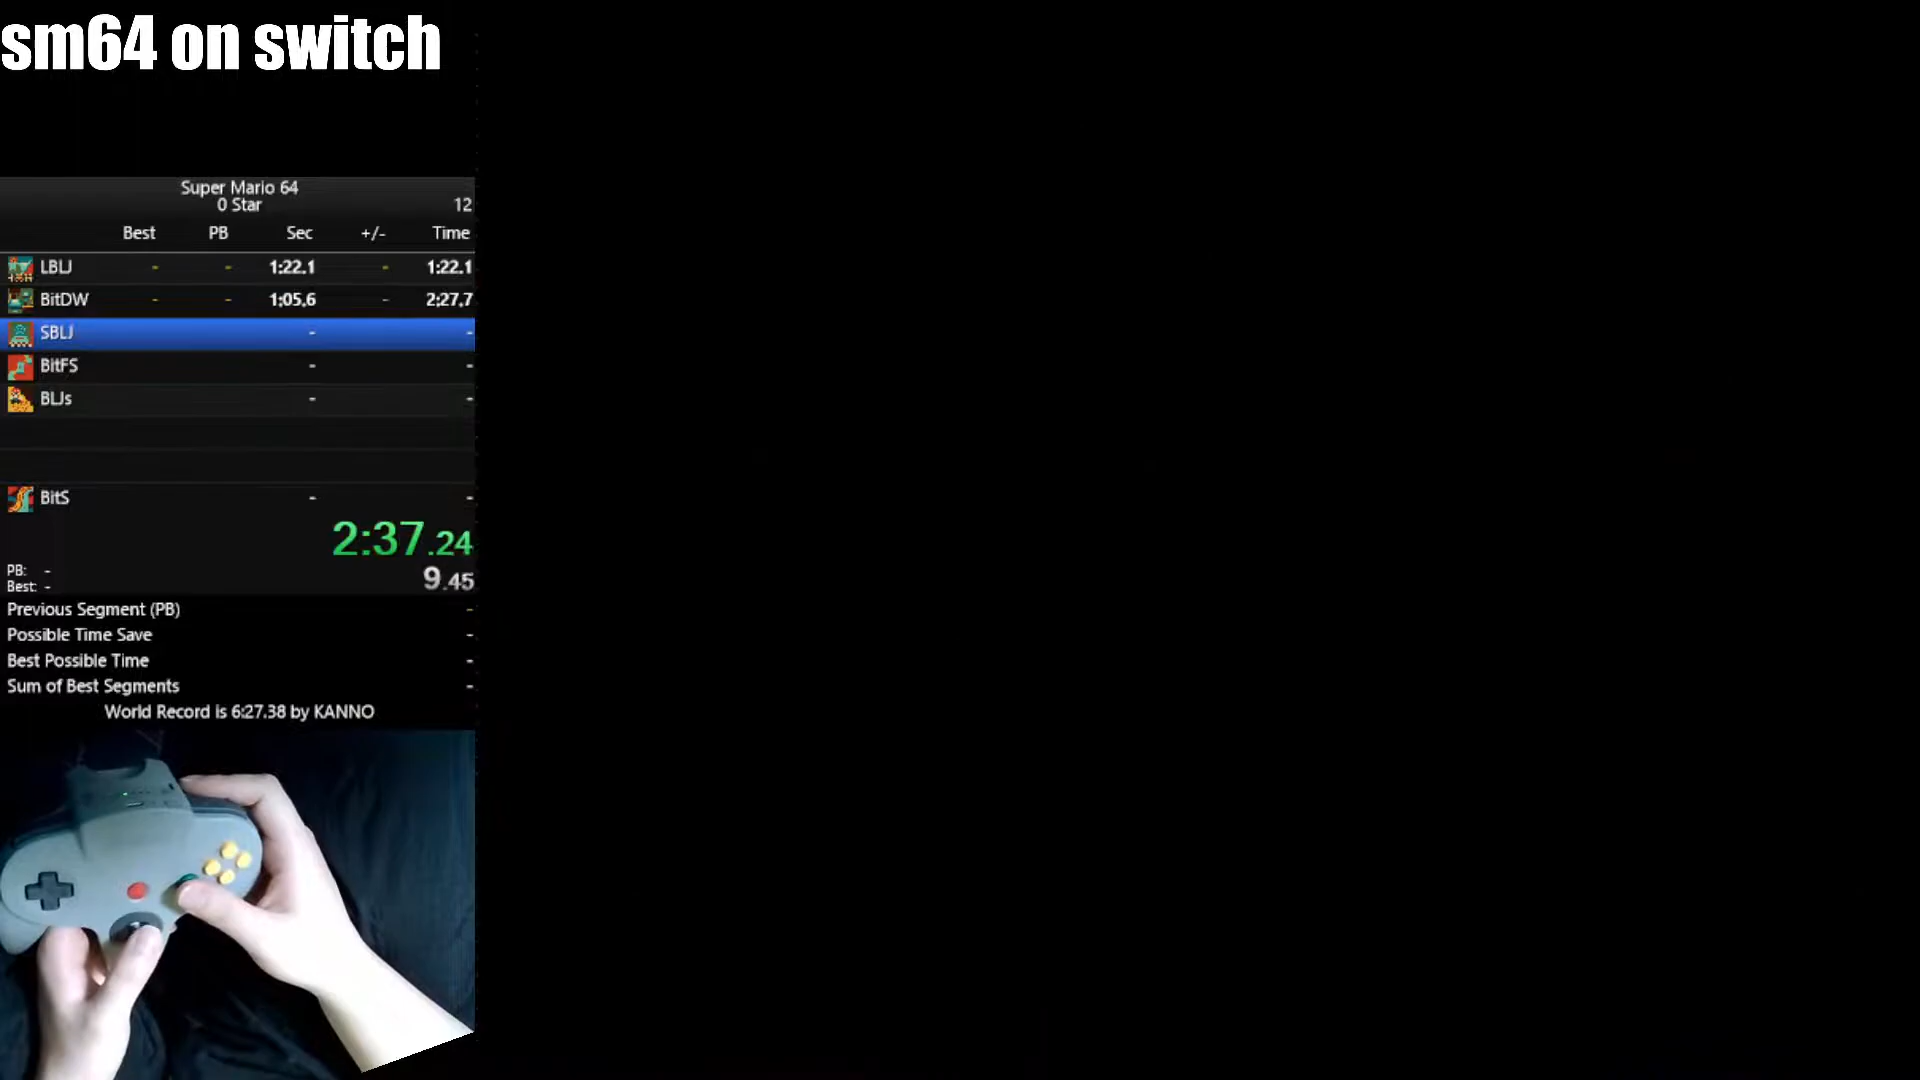 sm64 on switch
Super Mario 64
0 Star 12
Best PB Sec +/- Time
LBLJ - - 1:22.1 - 1:22.1
BitDW - - 1:05.6 - 2:27.7
SBLJ - -
BitFS - -
BLJs - -
BitS - -
2:37.24
PB: - 9.45
Best: -
Previous Segment (PB) -
Possible Time Save -
Best Possible Time -
Sum of Best Segments -
World Record is 6:27.38 by KANNO